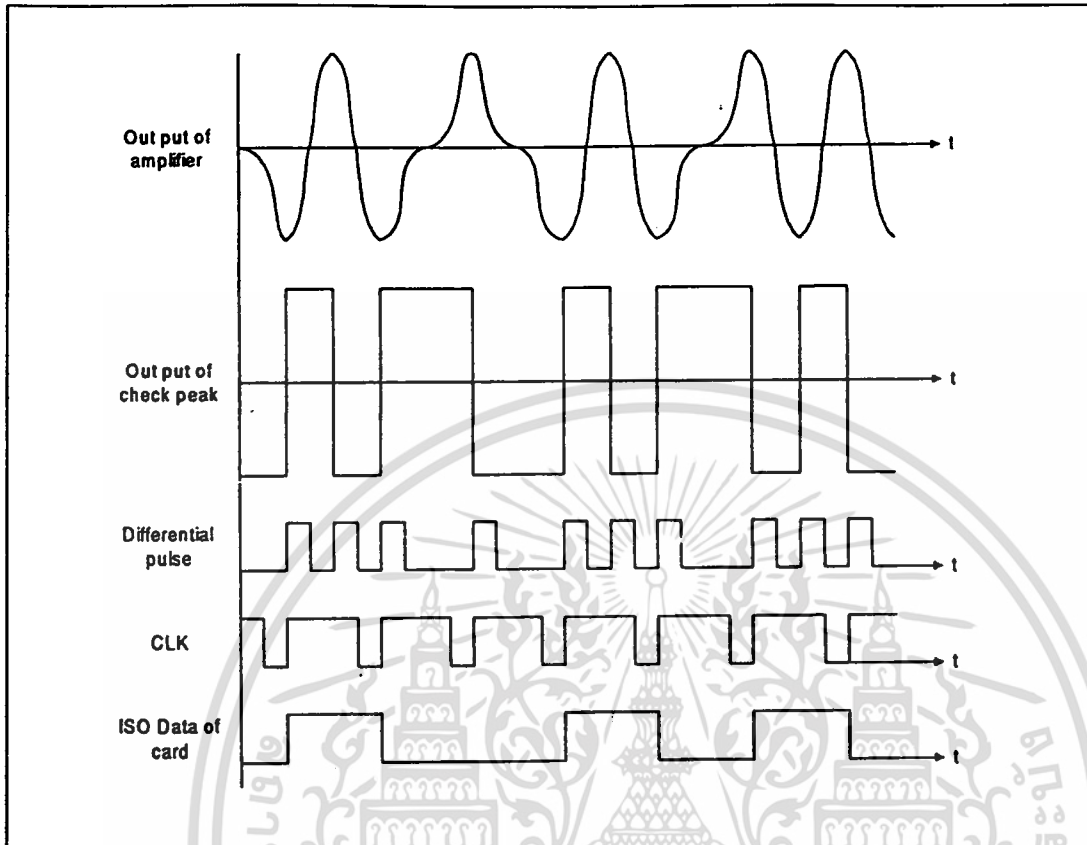 Out put of
amplifier
t
Out put of
check peak
t
Differential
pulse
t
CLK
t
ISO Data of
card
t